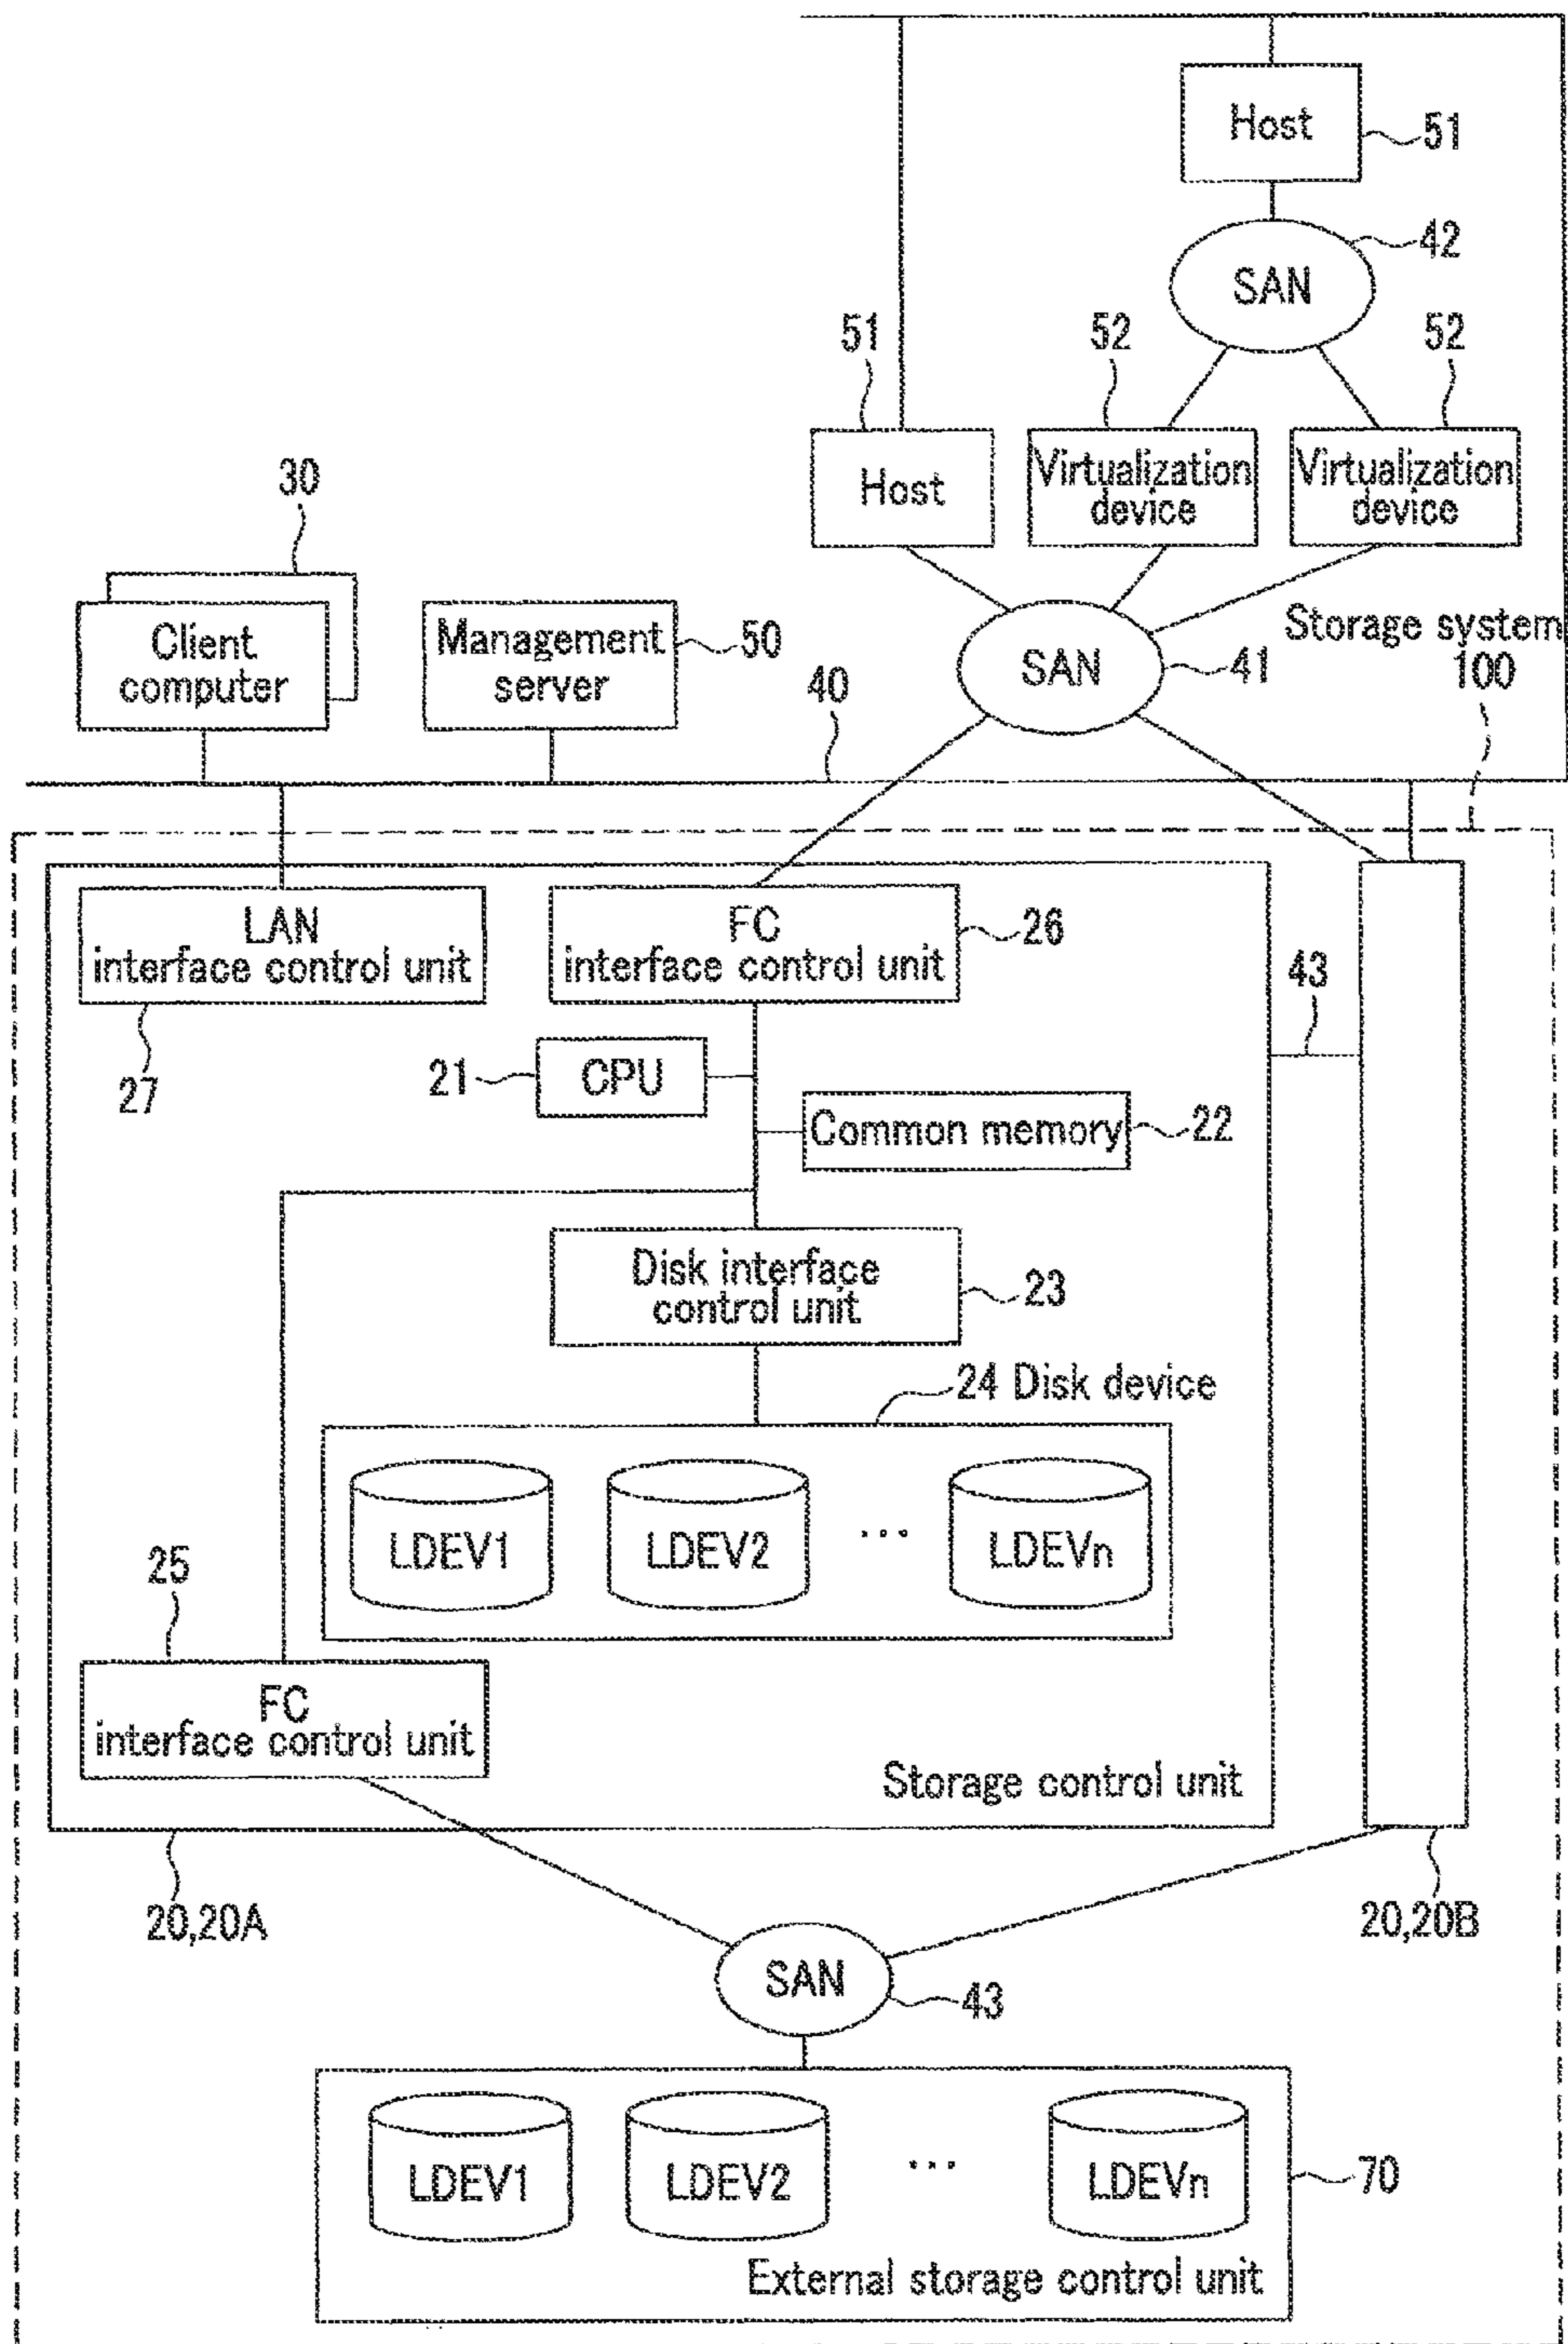 Host
51
42
SAN
51
52
52
Host
Virtualization
device
Virtualization
device
30
Client
computer
Management
server
50
40
SAN
41
Storage system
100
LAN
interface control unit
27
FC
interface control unit
26
43
21
CPU
Common memory
22
Disk interface
control unit
23
24 Disk device
LDEV1
LDEV2
...
LDEVn
25
FC
interface control unit
Storage control unit
20,20A
20,20B
SAN
43
LDEV1
LDEV2
...
LDEVn
70
External storage control unit